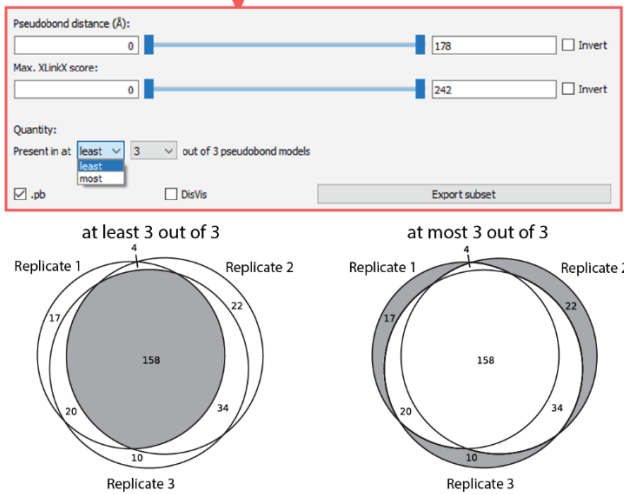 Pseudobond distance (Å):
0 178 Invert
Max. XLinkX score:
0 242 Invert
Quantity:
Present in at least 3 out of 3 pseudobond models
least
most
.pb DisVis Export subset
at least 3 out of 3
4
Replicate 1 Replicate 2
22
17
158
20 34
10
Replicate 3
at most 3 out of 3
4
Replicate 1 Replicate 2
22
17
158
20 34
10
Replicate 3